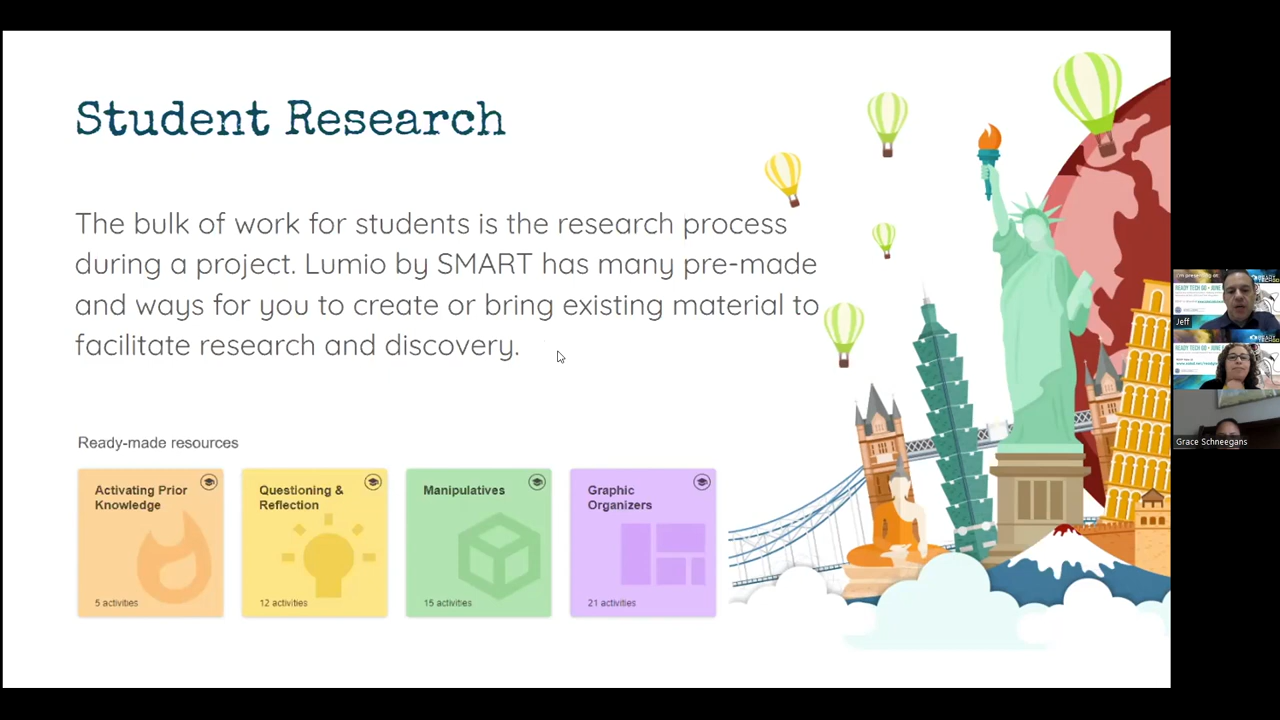 Student Research
The bulk of work for students is the research process
during a project. Lumio by SMART has many pre-made
and ways for you to create or bring existing material to
facilitate research and discovery.
Ready-made resources
Activating Prior
Knowledge
5 activities
Questioning &
Reflection
12 activities
Manipulatives
15 activities
Graphic
Organizers
21 activities
Jeff
Grace Schneegans